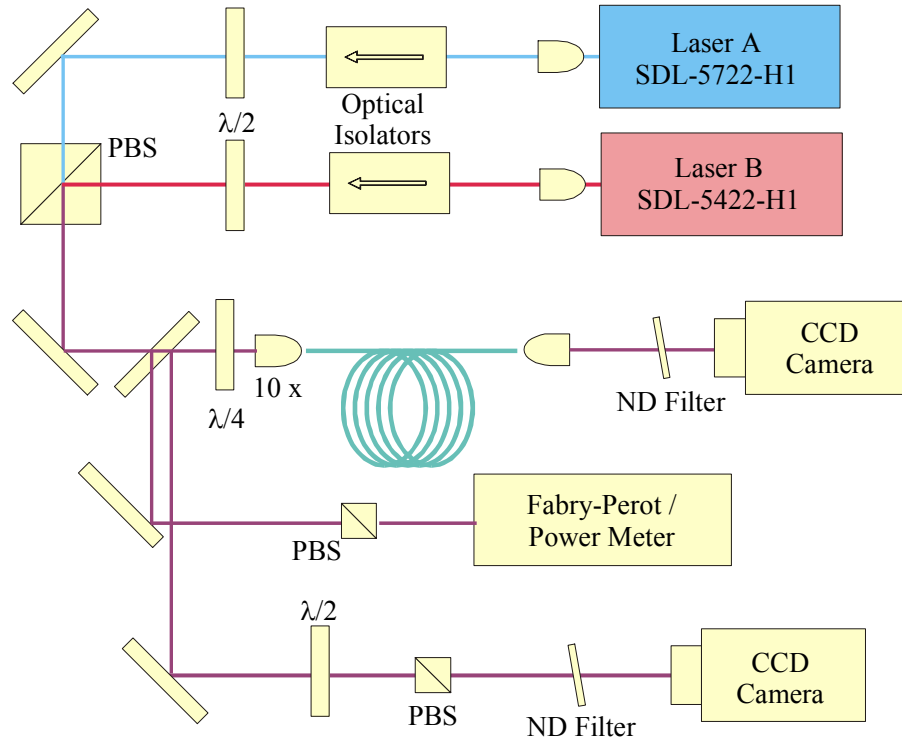 Laser A
SDL-5722-H1
Optical
Isolators
λ/2
PBS
Laser B
SDL-5422-H1
CCD
Camera
ND Filter
10 x
λ/4
Fabry-Perot /
Power Meter
PBS
λ/2
CCD
Camera
PBS
ND Filter